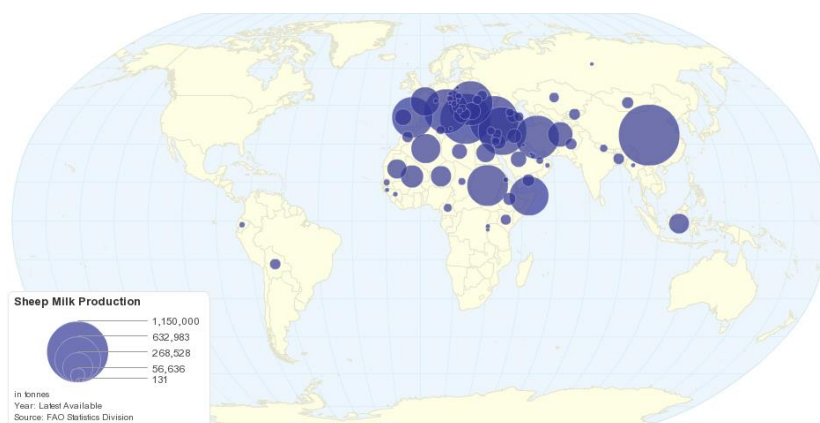 Sheep Milk Production
1,150,000
632,983
268,528
56,636
131
in tonnes
Year: Latest Available
Source: FAO Statistics Division